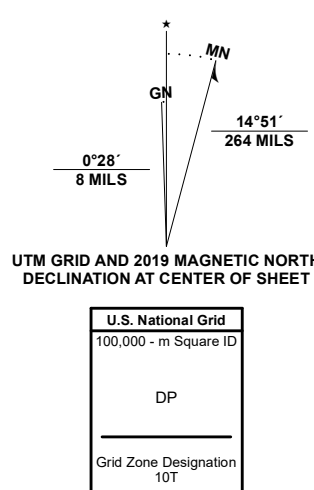 ★
MN
GN
14°51´
264 MILS
0°28´
8 MILS
UTM GRID AND 2019 MAGNETIC NORTH
DECLINATION AT CENTER OF SHEET
U.S. National Grid
100,000 - m Square ID
DP
Grid Zone Designation
10T